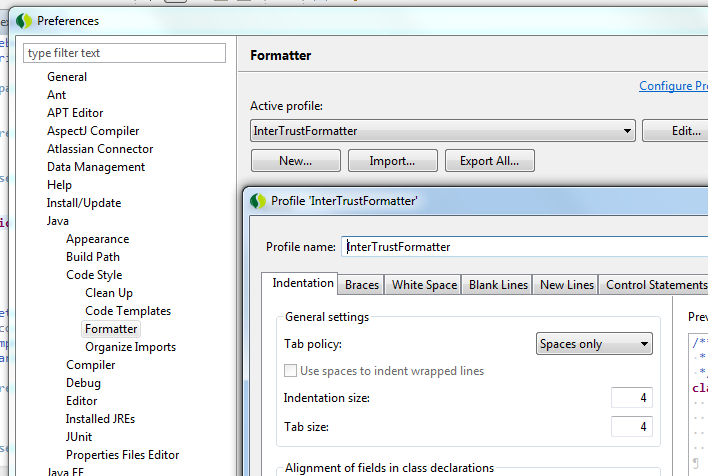 Preferences
type filter text
General
Ant
APT Editor
AspectJ Compiler
Atlassian Connector
Data Management
Help
Install/Update
Java
Appearance
Build Path
Code Style
Clean Up
Code Templates
Formatter
Organize Imports
Compiler
Debug
Editor
Installed JREs
JUnit
Properties Files Editor
Java EE
Formatter
Configure Pr
Active profile:
InterTrustFormatter
Edit...
New... Import... Export All...
Profile 'InterTrustFormatter'
Profile name: InterTrustFormatter
Indentation Braces White Space Blank Lines New Lines Control Statements
General settings
Tab policy: Spaces only
Use spaces to indent wrapped lines
Indentation size: 4
Tab size: 4
Alignment of fields in class declarations
Prev
/**
*
*/
cla